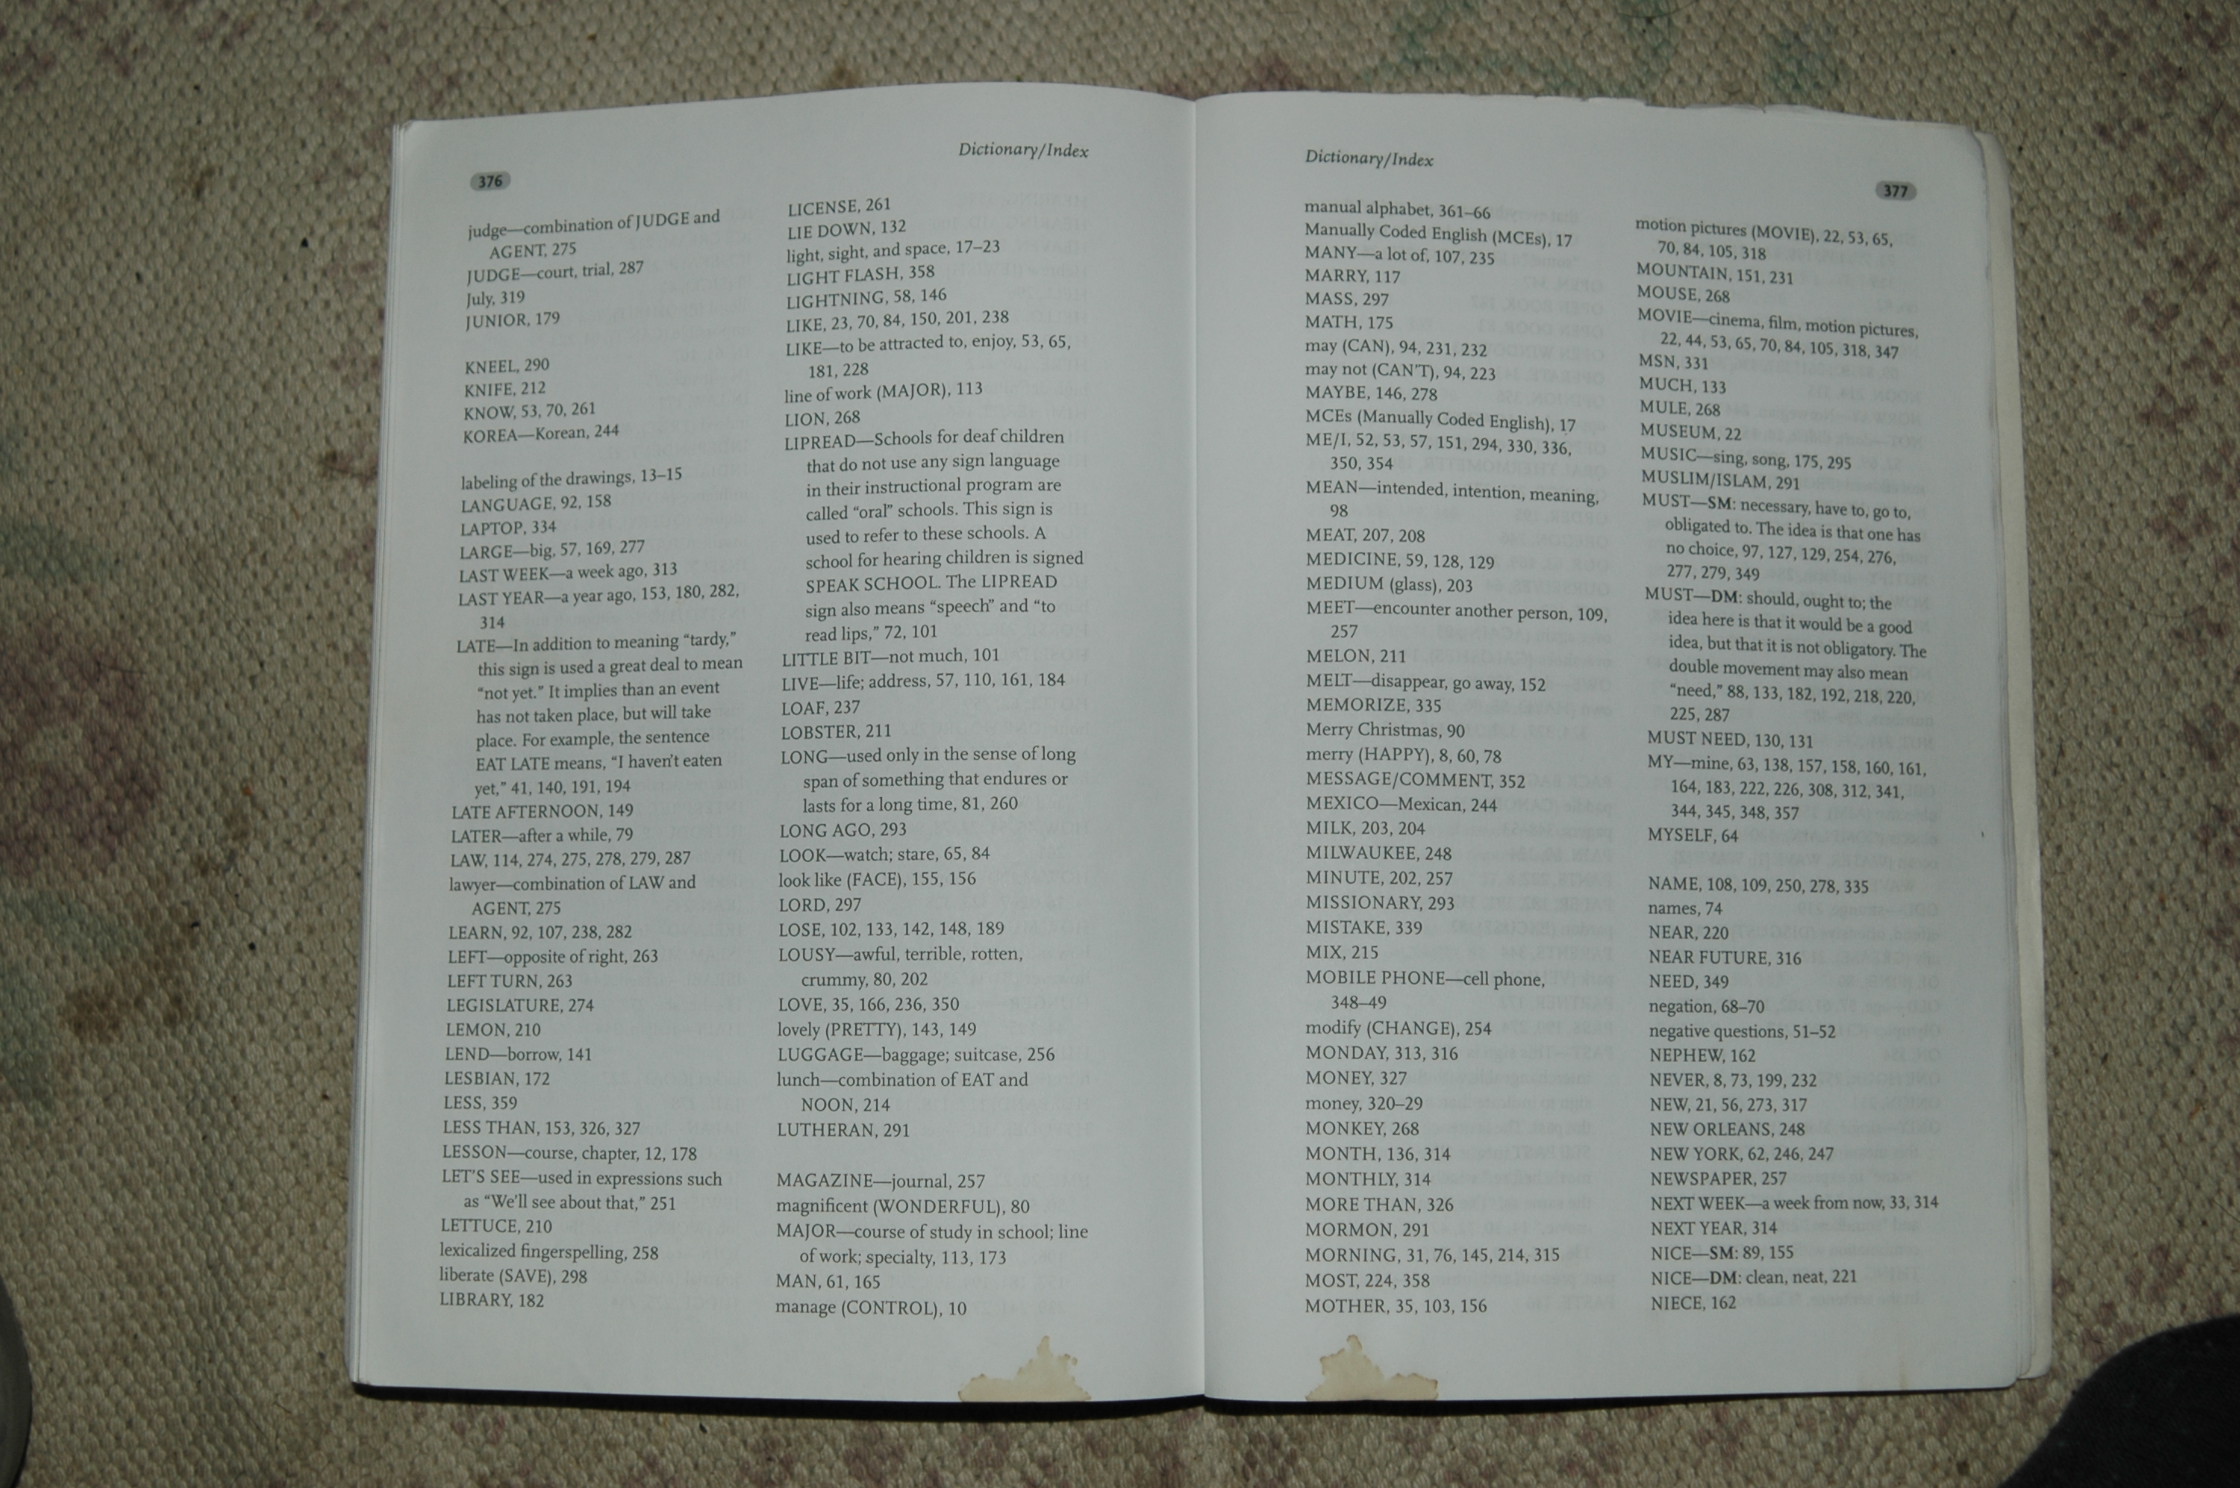 376
Dictionary/Index
judge—combination of JUDGE and
AGENT, 275
JUDGE—court, trial, 287
July, 319
JUNIOR, 179
KNEEL, 290
KNIFE, 212
KNOW, 53, 70, 261
KOREA—Korean, 244
labeling of the drawings, 13–15
LANGUAGE, 92, 158
LAPTOP, 334
LARGE—big, 57, 169, 277
LAST WEEK—a week ago, 313
LAST YEAR—a year ago, 153, 180, 282,
314
LATE—In addition to meaning “tardy,”
this sign is used a great deal to mean
“not yet.” It implies than an event
has not taken place, but will take
place. For example, the sentence
EAT LATE means, “I haven't eaten
yet,” 41, 140, 191, 194
LATE AFTERNOON, 149
LATER—after a while, 79
LAW, 114, 274, 275, 278, 279, 287
lawyer—combination of LAW and
AGENT, 275
LEARN, 92, 107, 238, 282
LEFT—opposite of right, 263
LEFT TURN, 263
LEGISLATURE, 274
LEMON, 210
LEND—borrow, 141
LESBIAN, 172
LESS, 359
LESS THAN, 153, 326, 327
LESSON—course, chapter, 12, 178
LET'S SEE—used in expressions such
as “We'll see about that,” 251
LETTUCE, 210
lexicalized fingerspelling, 258
liberate (SAVE), 298
LIBRARY, 182
LICENSE, 261
LIE DOWN, 132
light, sight, and space, 17–23
LIGHT FLASH, 358
LIGHTNING, 58, 146
LIKE, 23, 70, 84, 150, 201, 238
LIKE—to be attracted to, enjoy, 53, 65,
181, 228
line of work (MAJOR), 113
LION, 268
LIPREAD—Schools for deaf children
that do not use any sign language
in their instructional program are
called “oral” schools. This sign is
used to refer to these schools. A
school for hearing children is signed
SPEAK SCHOOL. The LIPREAD
sign also means “speech” and “to
read lips,” 72, 101
LITTLE BIT—not much, 101
LIVE—life; address, 57, 110, 161, 184
LOAF, 237
LOBSTER, 211
LONG—used only in the sense of long
span of something that endures or
lasts for a long time, 81, 260
LONG AGO, 293
LOOK—watch; stare, 65, 84
look like (FACE), 155, 156
LORD, 297
LOSE, 102, 133, 142, 148, 189
LOUSY—awful, terrible, rotten,
crummy, 80, 202
LOVE, 35, 166, 236, 350
lovely (PRETTY), 143, 149
LUGGAGE—baggage; suitcase, 256
lunch—combination of EAT and
NOON, 214
LUTHERAN, 291
MAGAZINE—journal, 257
magnificent (WONDERFUL), 80
MAJOR—course of study in school; line
of work; specialty, 113, 173
MAN, 61, 165
manage (CONTROL), 10
Dictionary/Index
377
manual alphabet, 361–66
Manually Coded English (MCEs), 17
MANY—a lot of, 107, 235
MARRY, 117
MASS, 297
MATH, 175
may (CAN), 94, 231, 232
may not (CAN'T), 94, 223
MAYBE, 146, 278
MCEs (Manually Coded English), 17
ME/I, 52, 53, 57, 151, 294, 330, 336,
350, 354
MEAN—intended, intention, meaning,
98
MEAT, 207, 208
MEDICINE, 59, 128, 129
MEDIUM (glass), 203
MEET—encounter another person, 109,
257
MELON, 211
MELT—disappear, go away, 152
MEMORIZE, 335
Merry Christmas, 90
merry (HAPPY), 8, 60, 78
MESSAGE/COMMENT, 352
MEXICO—Mexican, 244
MILK, 203, 204
MILWAUKEE, 248
MINUTE, 202, 257
MISSIONARY, 293
MISTAKE, 339
MIX, 215
MOBILE PHONE—cell phone,
348–49
modify (CHANGE), 254
MONDAY, 313, 316
MONEY, 327
money, 320–29
MONKEY, 268
MONTH, 136, 314
MONTHLY, 314
MORE THAN, 326
MORMON, 291
MORNING, 31, 76, 145, 214, 315
MOST, 224, 358
MOTHER, 35, 103, 156
motion pictures (MOVIE), 22, 53, 65,
70, 84, 105, 318
MOUNTAIN, 151, 231
MOUSE, 268
MOVIE—cinema, film, motion pictures,
22, 44, 53, 65, 70, 84, 105, 318, 347
MSN, 331
MUCH, 133
MULE, 268
MUSEUM, 22
MUSIC—sing, song, 175, 295
MUSLIM/ISLAM, 291
MUST—SM: necessary, have to, go to,
obligated to. The idea is that one has
no choice, 97, 127, 129, 254, 276,
277, 279, 349
MUST—DM: should, ought to; the
idea here is that it would be a good
idea, but that it is not obligatory. The
double movement may also mean
“need,” 88, 133, 182, 192, 218, 220,
225, 287
MUST NEED, 130, 131
MY—mine, 63, 138, 157, 158, 160, 161,
164, 183, 222, 226, 308, 312, 341,
344, 345, 348, 357
MYSELF, 64
NAME, 108, 109, 250, 278, 335
names, 74
NEAR, 220
NEAR FUTURE, 316
NEED, 349
negation, 68–70
negative questions, 51–52
NEPHEW, 162
NEVER, 8, 73, 199, 232
NEW, 21, 56, 273, 317
NEW ORLEANS, 248
NEW YORK, 62, 246, 247
NEWSPAPER, 257
NEXT WEEK—a week from now, 33, 314
NEXT YEAR, 314
NICE—SM: 89, 155
NICE—DM: clean, neat, 221
NIECE, 162